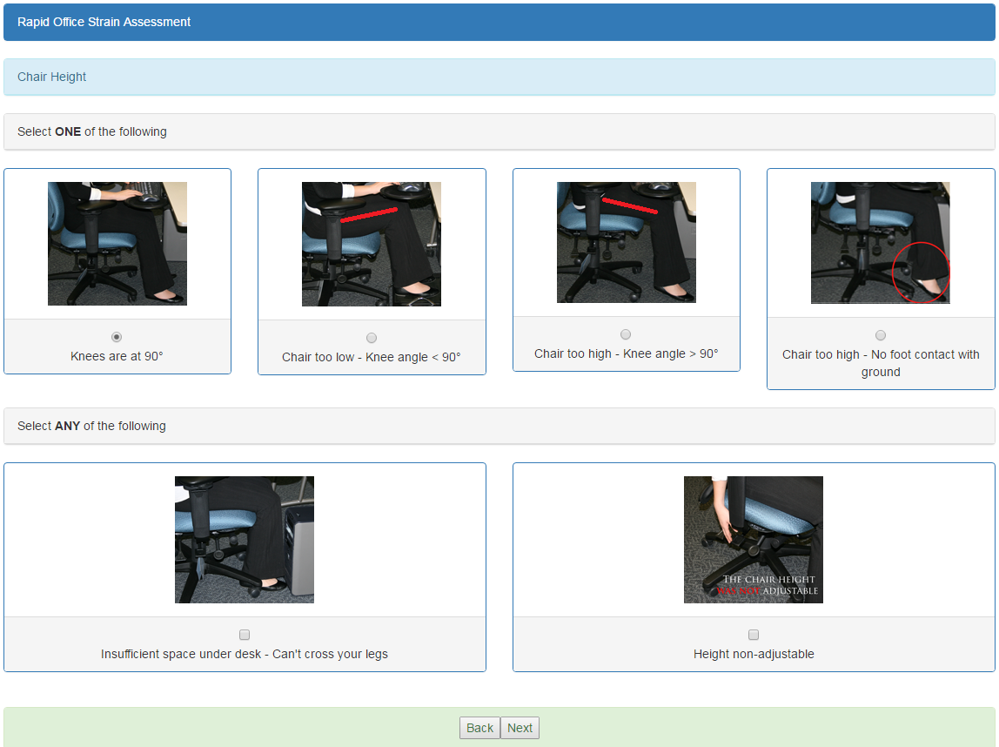 Rapid Office Strain Assessment
Chair Height
Select ONE of the following
Knees are at 90°
Chair too low - Knee angle < 90°
Chair too high - Knee angle > 90°
Chair too high - No foot contact with
ground
Select ANY of the following
THE CHAIR HEIGHT
WAS NOT ADJUSTABLE
Insufficient space under desk - Can't cross your legs
Height non-adjustable
Back Next